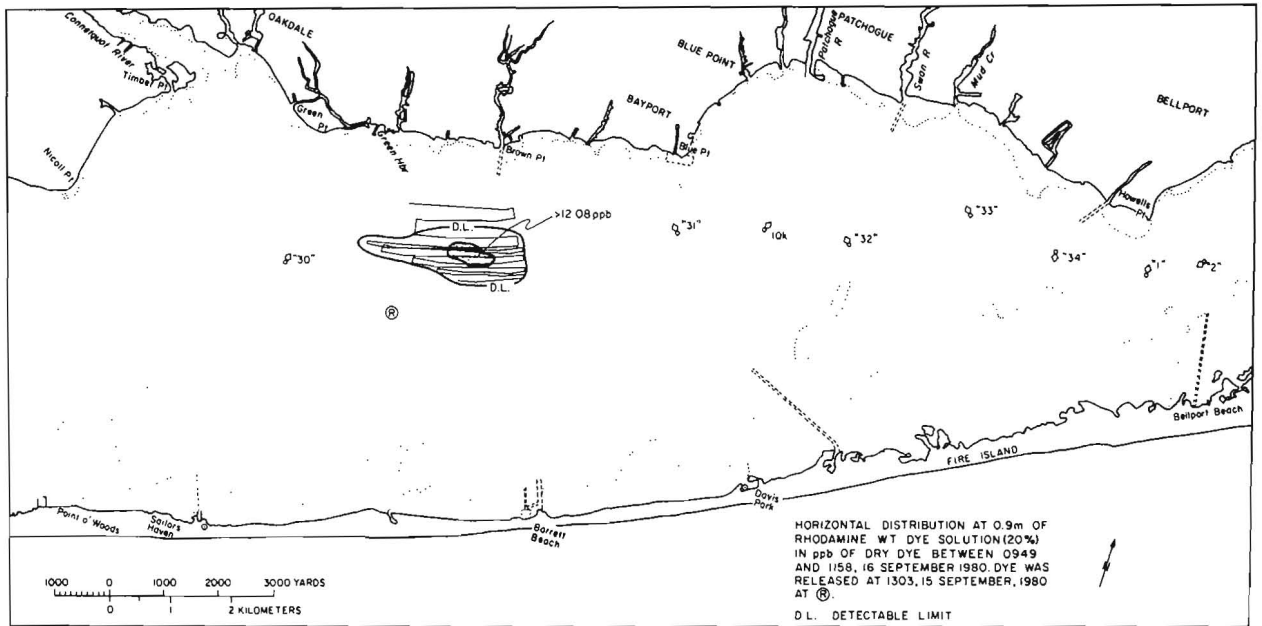 Connetquot River
Timber Pt
OAKDALE
Nicoll Pt
Green Pt
Green Hbr
Brown Pt
BAYPORT
BLUE POINT
Blue Pt
Patchogue R
PATCHOGUE
Swan R
Mud Cr
BELLPORT
Howells Pt
>12 08 ppb
D.L.
D.L.
"30"
"31"
10k
"32"
"33"
"34"
"1"
"2"
R
Point o' Woods
Sailors Haven
Barrett Beach
Davis Park
FIRE ISLAND
Bellport Beach
1000 0 1000 2000 3000 YARDS
0 1 2 KILOMETERS
HORIZONTAL DISTRIBUTION AT 0.9m OF
RHODAMINE WT DYE SOLUTION (20%)
IN ppb OF DRY DYE BETWEEN 0949
AND 1158, 16 SEPTEMBER 1980. DYE WAS
RELEASED AT 1303, 15 SEPTEMBER, 1980
AT Ⓡ.
D.L. DETECTABLE LIMIT
N